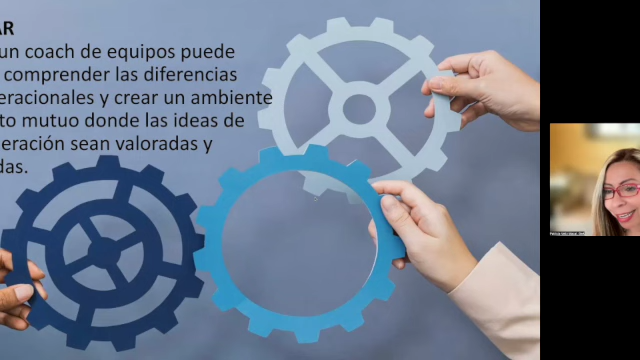 AR
un coach de equipos puede
comprender las diferencias
eracionales y crear un ambiente
to mutuo donde las ideas de
eración sean valoradas y
das.